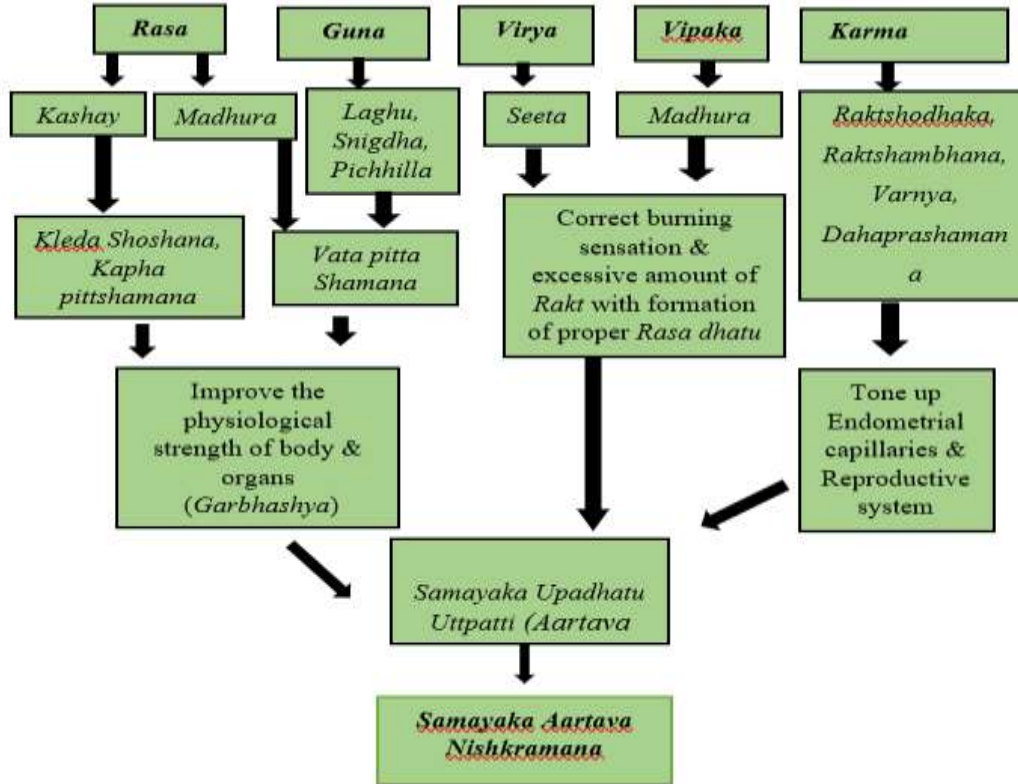 Rasa
Guna
Virya
Vipaka
Karma
Kashay
Madhura
Laghu,
Snigdha,
Pichhilla
Seeta
Madhura
Raktshodhaka,
Raktshambhana,
Varnya,
Dahaprashaman
a
Kleda Shoshana,
Kapha
pittshamana
Vata pitta
Shamana
Correct burning
sensation &
excessive amount of
Rakt with formation
of proper Rasa dhatu
Improve the
physiological
strength of body &
organs
(Garbhashya)
Tone up
Endometrial
capillaries &
Reproductive
system
Samayaka Upadhatu
Uttpatti (Aartava
Samayaka Aartava
Nishkramana